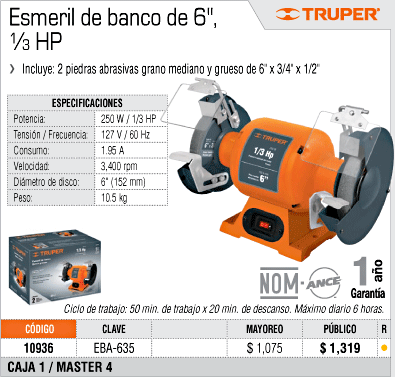 Esmeril de banco de 6",
1/3 HP
TRUPER®
Incluye: 2 piedras abrasivas grano mediano y grueso de 6" x 3/4" x 1/2"
ESPECIFICACIONES
Potencia: 250 W / 1/3 HP
Tensión / Frecuencia: 127 V / 60 Hz
Consumo: 1.95 A
Velocidad: 3,400 rpm
Diámetro de disco: 6" (152 mm)
Peso: 10.5 kg
TRUPER
1/3 Hp
6"
TRUPER
NOM-ANCE
1 año
Garantía
Ciclo de trabajo: 50 min. de trabajo x 20 min. de descanso. Máximo diario 6 horas.
CÓDIGO CLAVE MAYOREO PÚBLICO R
10936 EBA-635 $ 1,075 $ 1,319
CAJA 1 / MASTER 4